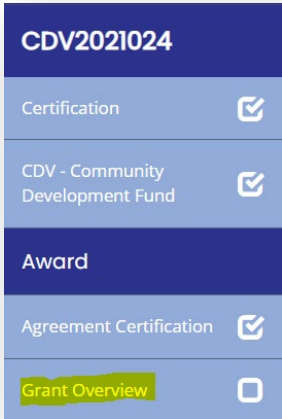 CDV2021024
Certification
CDV - Community
Development Fund
Award
Agreement Certification
Grant Overview